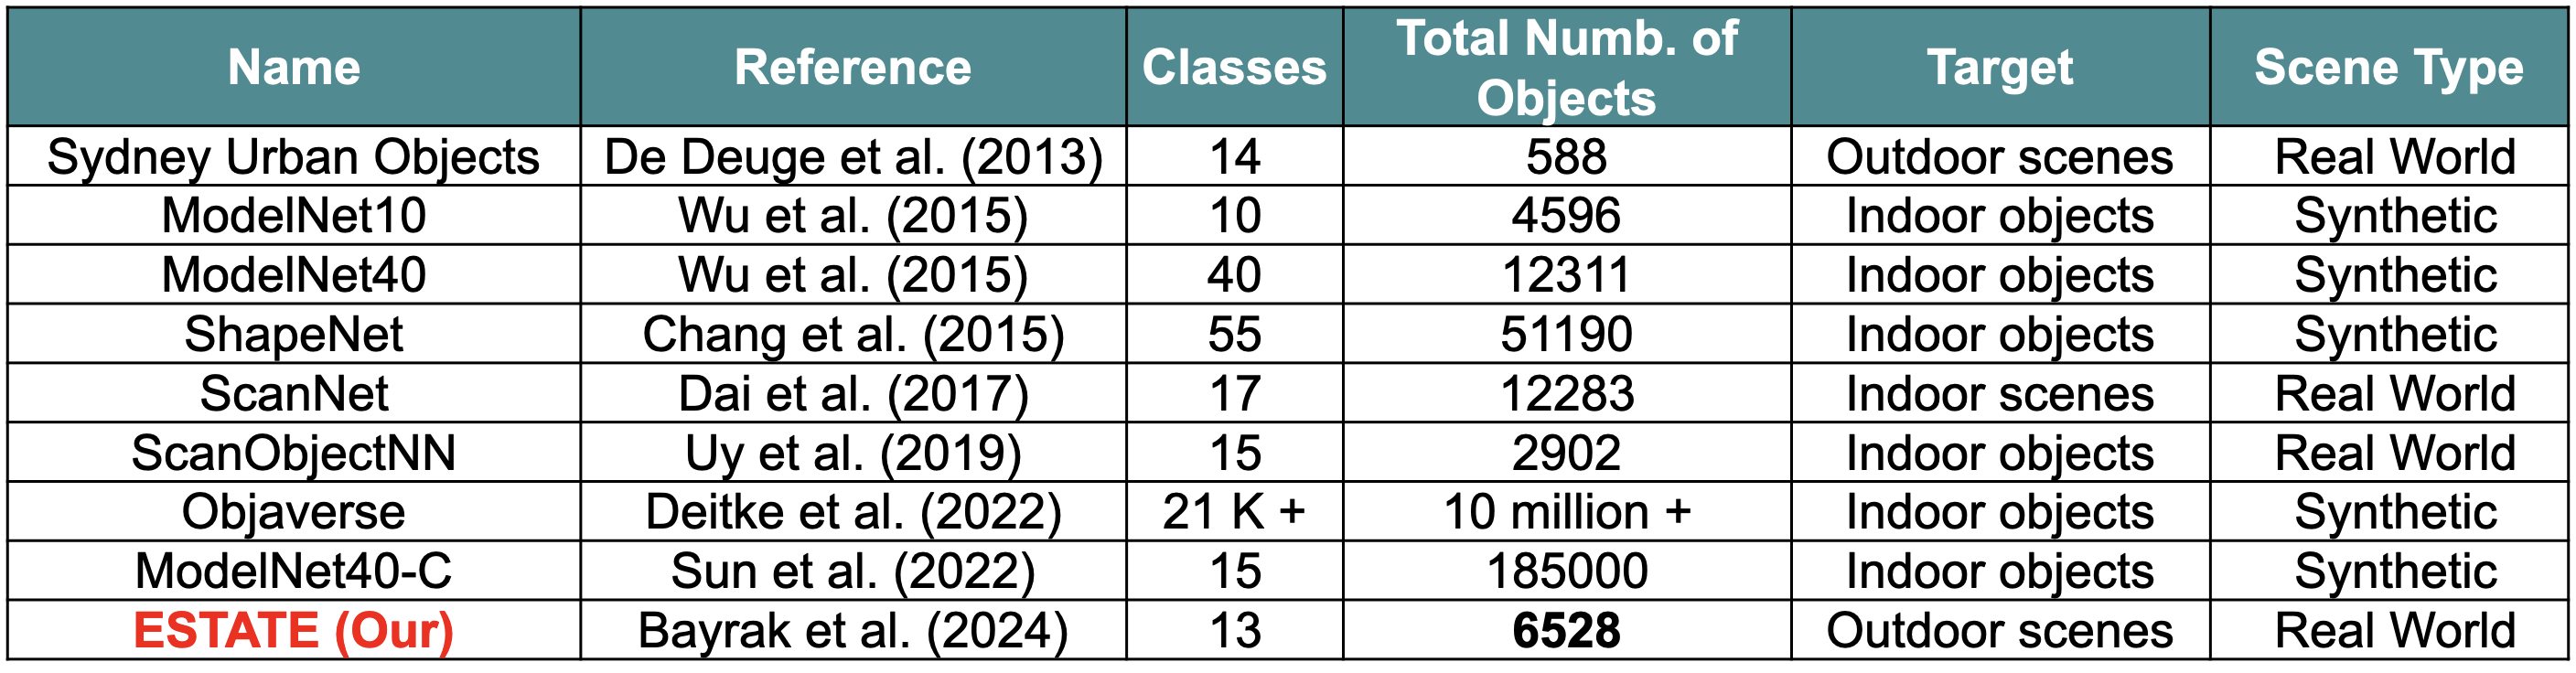 Name Reference Classes Total Numb. of Objects Target Scene Type
Sydney Urban Objects De Deuge et al. (2013) 14 588 Outdoor scenes Real World
ModelNet10 Wu et al. (2015) 10 4596 Indoor objects Synthetic
ModelNet40 Wu et al. (2015) 40 12311 Indoor objects Synthetic
ShapeNet Chang et al. (2015) 55 51190 Indoor objects Synthetic
ScanNet Dai et al. (2017) 17 12283 Indoor scenes Real World
ScanObjectNN Uy et al. (2019) 15 2902 Indoor objects Real World
Objaverse Deitke et al. (2022) 21 K + 10 million + Indoor objects Synthetic
ModelNet40-C Sun et al. (2022) 15 185000 Indoor objects Synthetic
ESTATE (Our) Bayrak et al. (2024) 13 6528 Outdoor scenes Real World